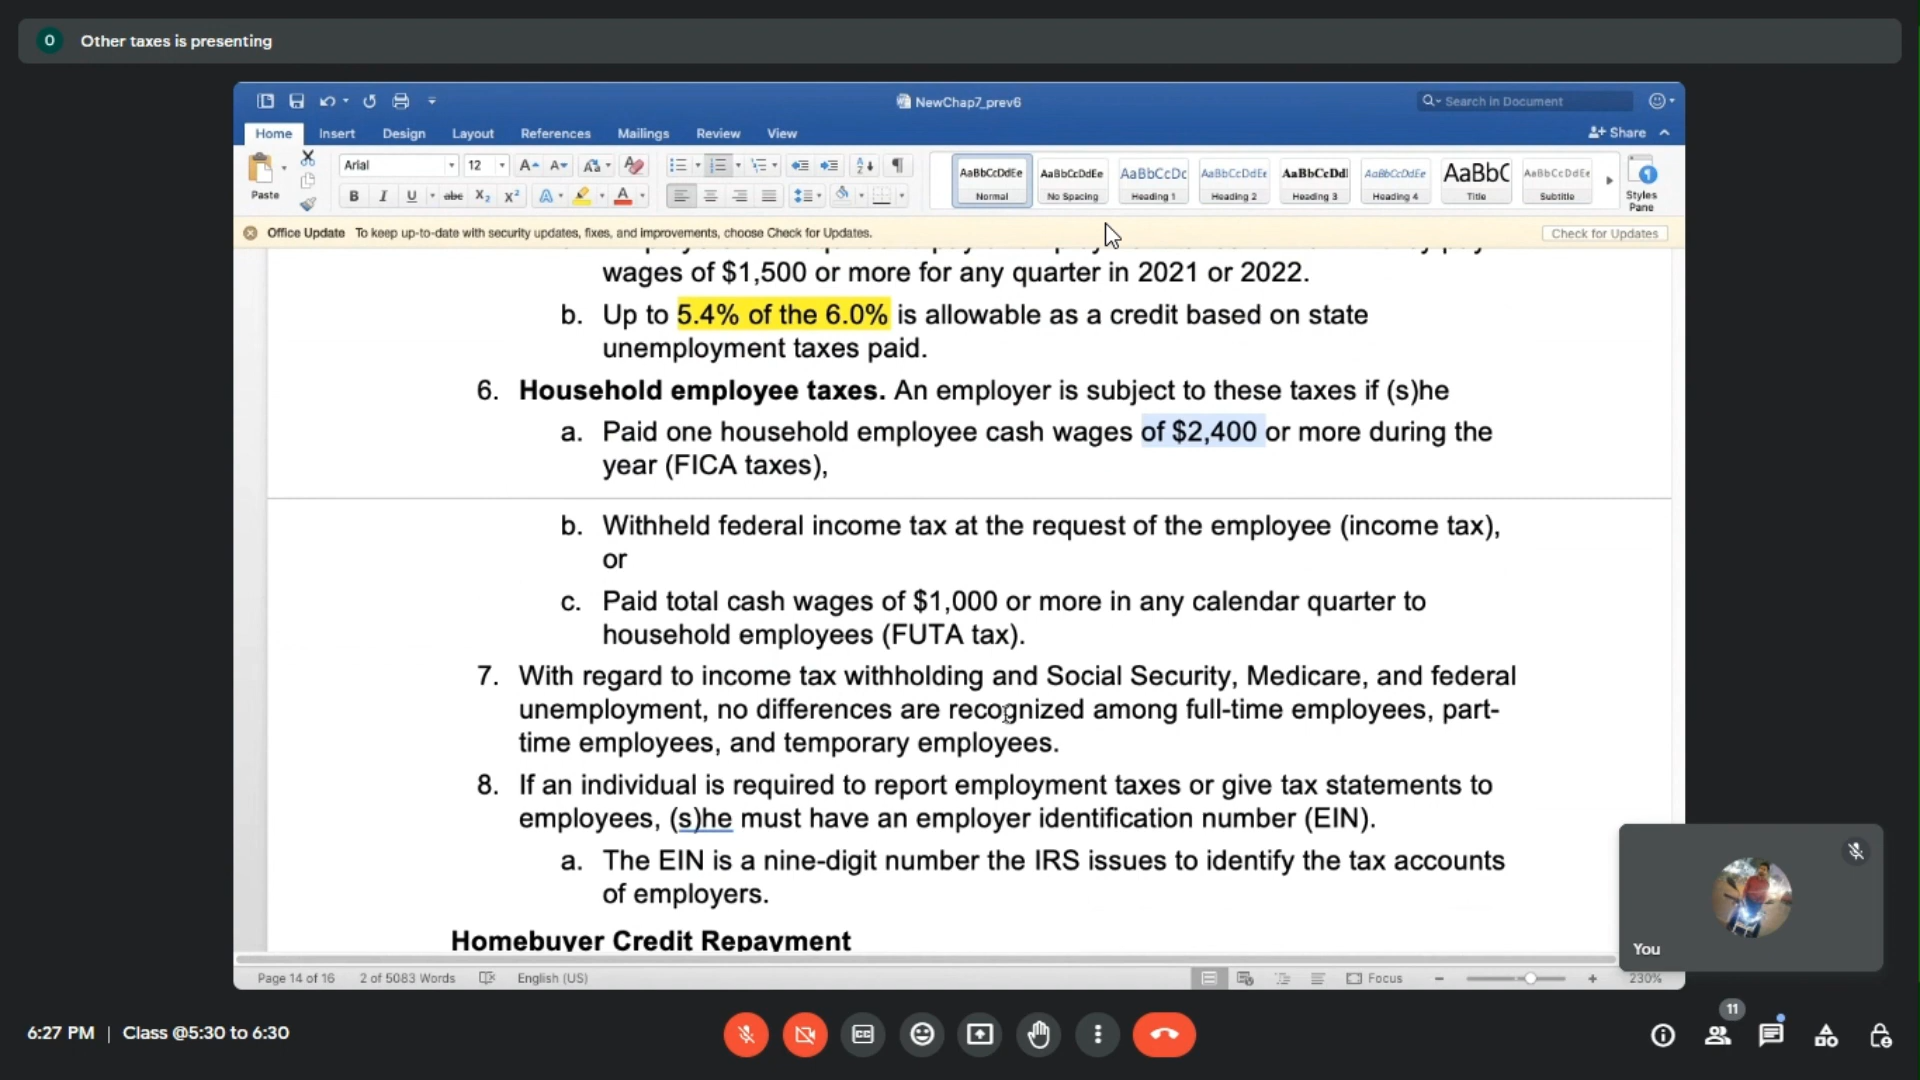 O Other taxes is presenting
NewChap7_prev6
Search in Document
Home Insert Design Layout References Mailings Review View
Share
Paste
Arial 12
AaBbCcDdEe AaBbCcDdEe AaBbCcDc AaBbCcDdEe AaBbCcDd AaBbCcDdEe AaBbC AaBbCcDdEe
Normal No Spacing Heading 1 Heading 2 Heading 3 Heading 4 Title Subtitle
Styles
Pane
Office Update To keep up-to-date with security updates, fixes, and improvements, choose Check for Updates.
Check for Updates
wages of $1,500 or more for any quarter in 2021 or 2022.
b. Up to 5.4% of the 6.0% is allowable as a credit based on state
unemployment taxes paid.
6. Household employee taxes. An employer is subject to these taxes if (s)he
a. Paid one household employee cash wages of $2,400 or more during the
year (FICA taxes),
b. Withheld federal income tax at the request of the employee (income tax),
or
c. Paid total cash wages of $1,000 or more in any calendar quarter to
household employees (FUTA tax).
7. With regard to income tax withholding and Social Security, Medicare, and federal
unemployment, no differences are recognized among full-time employees, part-
time employees, and temporary employees.
8. If an individual is required to report employment taxes or give tax statements to
employees, (s)he must have an employer identification number (EIN).
a. The EIN is a nine-digit number the IRS issues to identify the tax accounts
of employers.
Homebuyer Credit Repayment
You
Page 14 of 16 2 of 5083 Words English (US)
Focus
230%
11
6:27 PM | Class @5:30 to 6:30